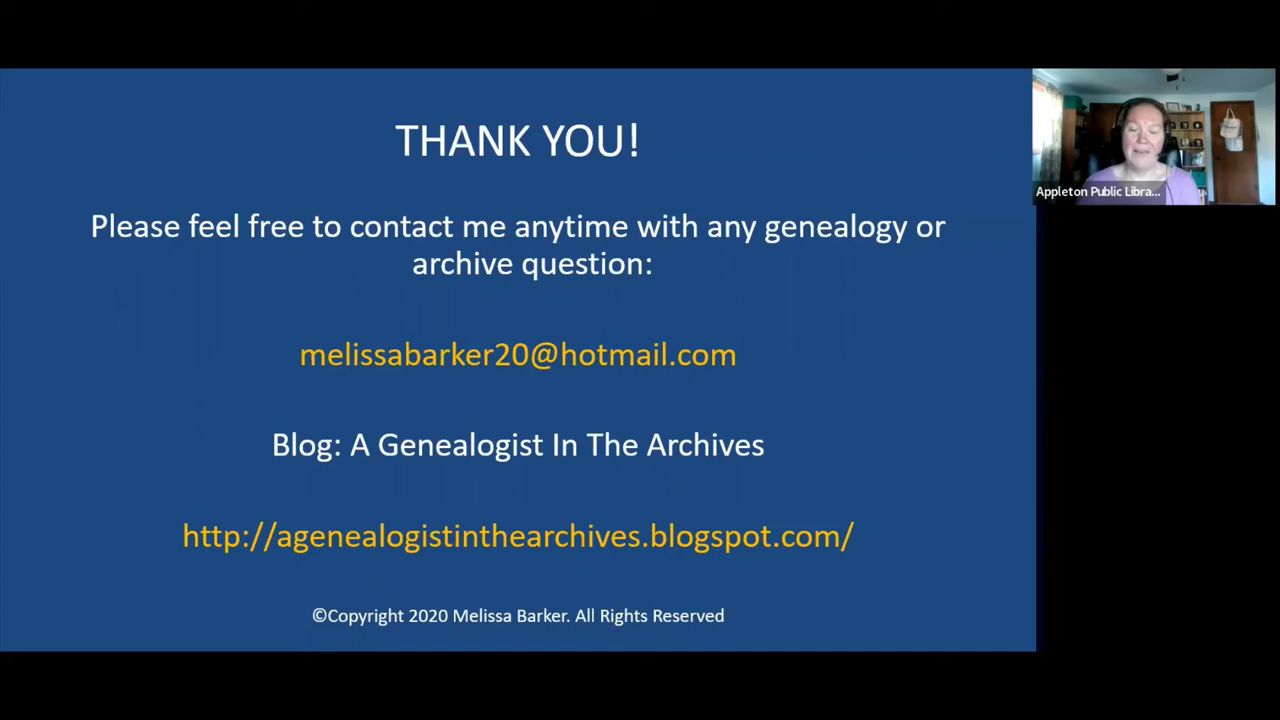 THANK YOU!
Please feel free to contact me anytime with any genealogy or
archive question:
melissabarker20@hotmail.com
Blog: A Genealogist In The Archives
http://agenealogistinthearchives.blogspot.com/
©Copyright 2020 Melissa Barker. All Rights Reserved
Appleton Public Libra...